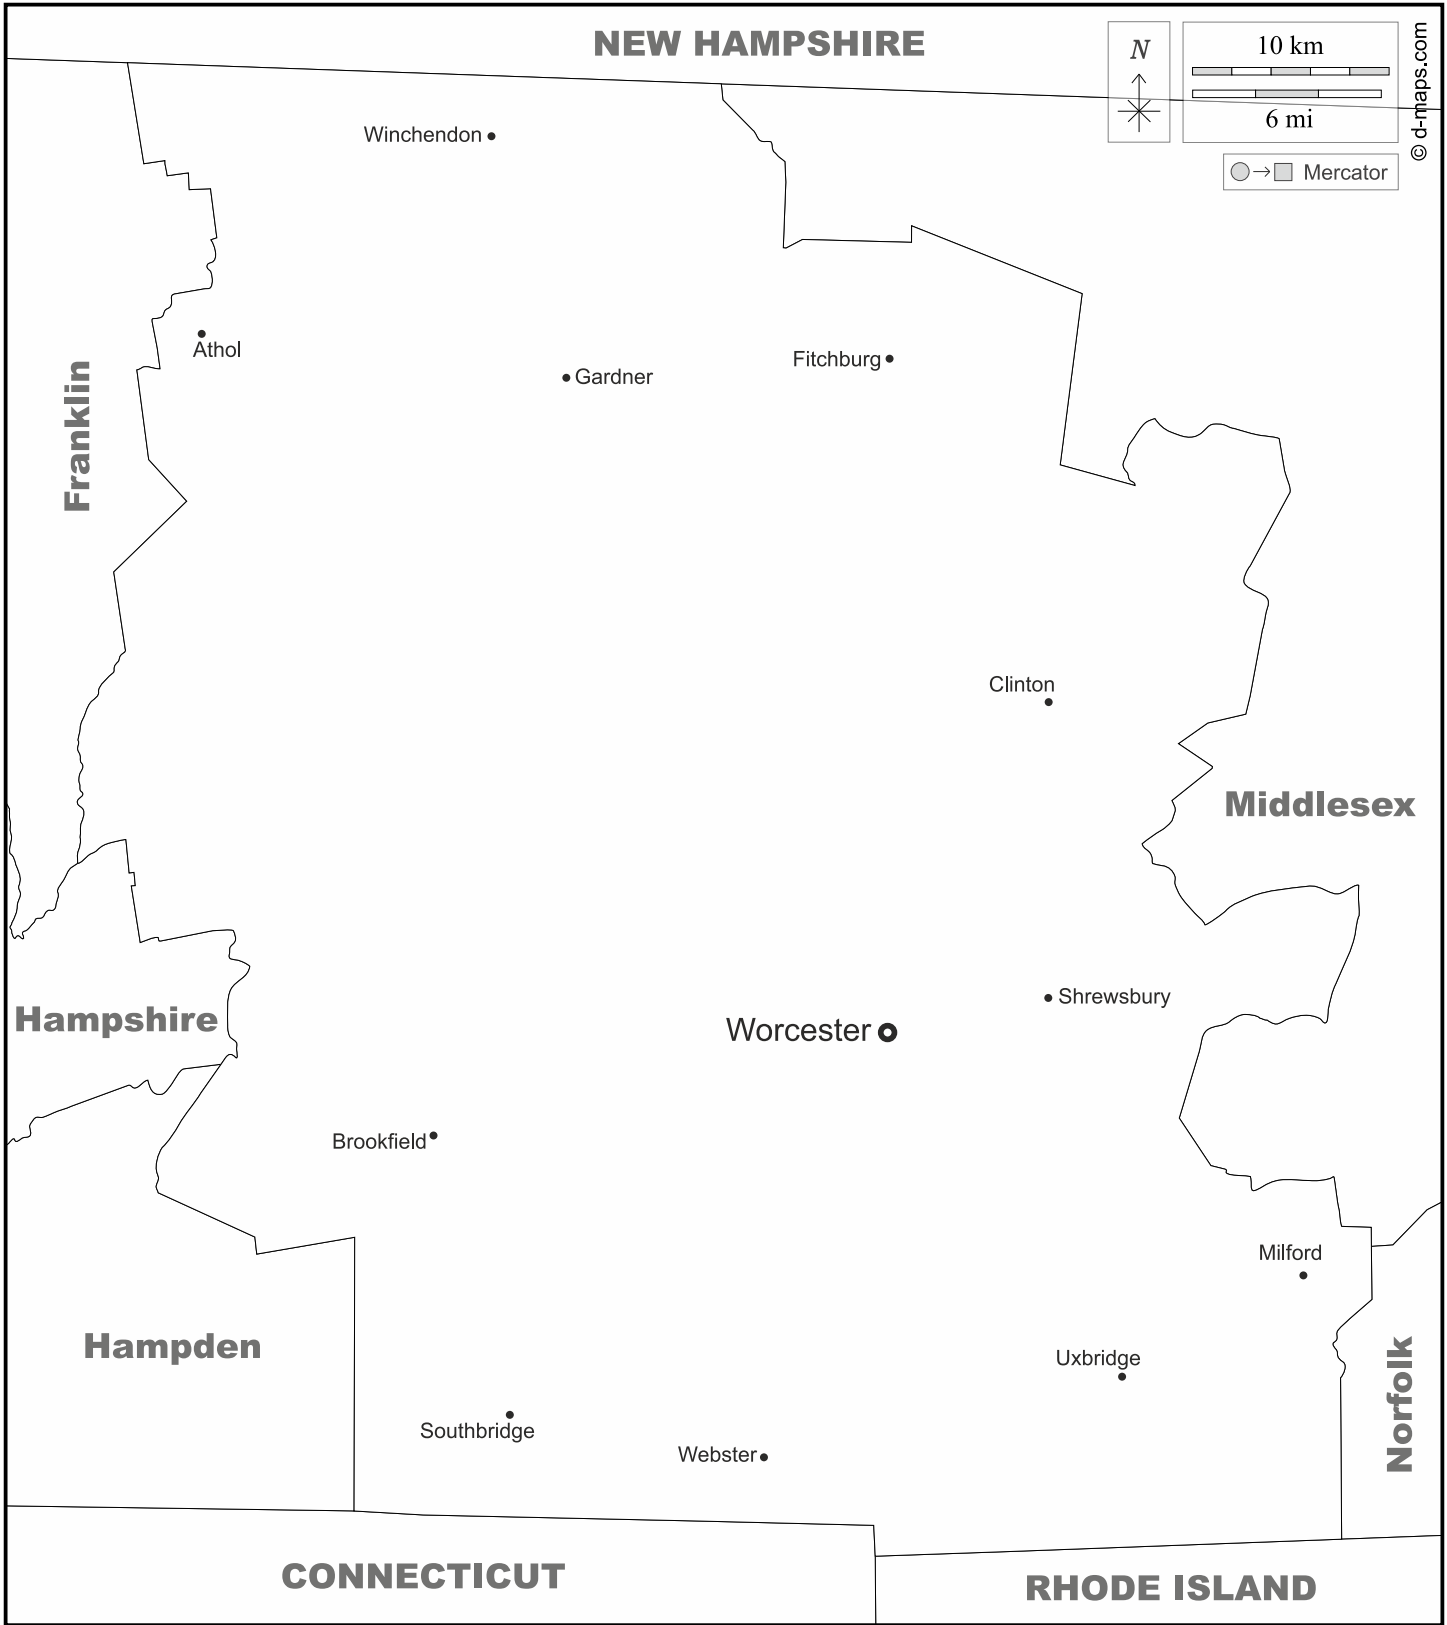 NEW HAMPSHIRE
N
10 km
6 mi
© d-maps.com
Mercator
Winchendon
Athol
Gardner
Fitchburg
Franklin
Clinton
Middlesex
Hampshire
Shrewsbury
Worcester
Brookfield
Milford
Hampden
Uxbridge
Norfolk
Southbridge
Webster
CONNECTICUT
RHODE ISLAND